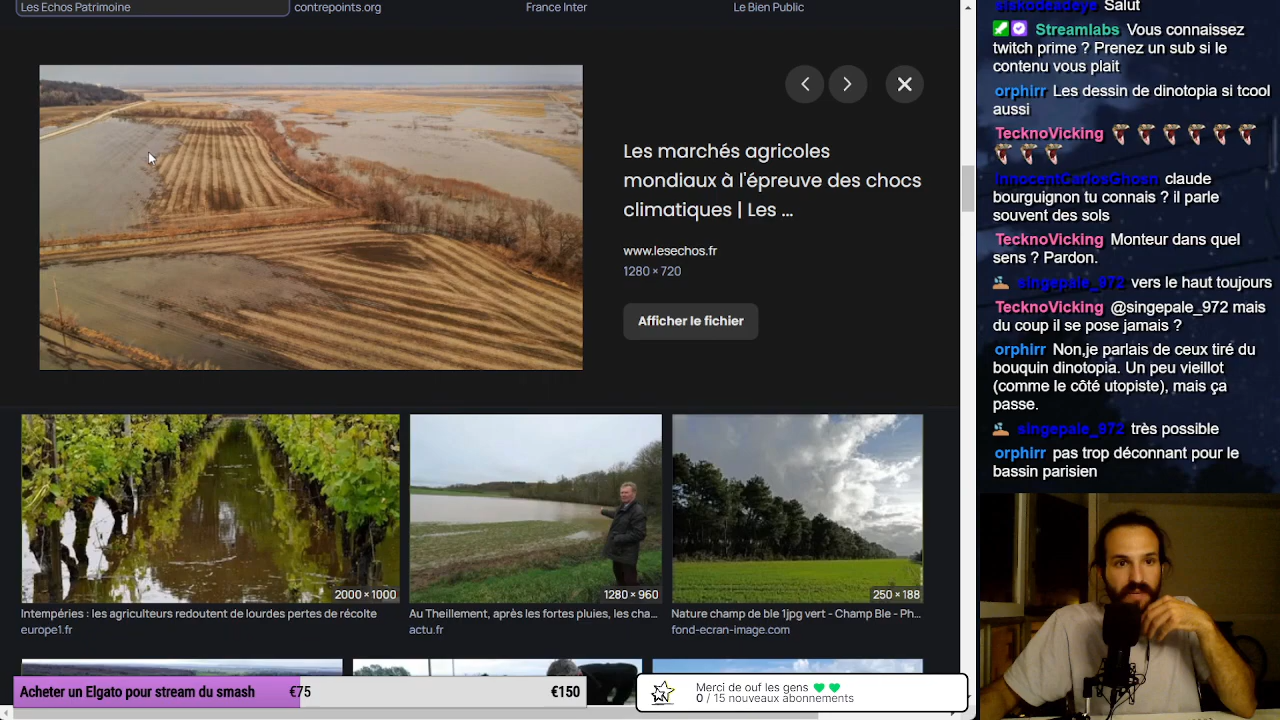 Les Echos Patrimoine
contrepoints.org
France Inter
Le Bien Public
Les marchés agricoles
mondiaux à l'épreuve des chocs
climatiques | Les ...
www.lesechos.fr
1280 × 720
Afficher le fichier
2000 × 1000
Intempéries : les agriculteurs redoutent de lourdes pertes de récolte
europe1.fr
1280 × 960
Au Theillement, après les fortes pluies, les cha...
actu.fr
250 × 188
Nature champ de ble 1jpg vert - Champ Ble - Ph...
fond-ecran-image.com
Acheter un Elgato pour stream du smash
€75
€150
Merci de ouf les gens
0 / 15 nouveaux abonnements
Salut
Streamlabs Vous connaissez
twitch prime ? Prenez un sub si le
contenu vous plait
orphirr Les dessin de dinotopia si tcool
aussi
TecknoVicking
InnocentCarlosGhosn claude
bourguignon tu connais ? il parle
souvent des sols
TecknoVicking Monteur dans quel
sens ? Pardon.
singepale_972 vers le haut toujours
TecknoVicking @singepale_972 mais
du coup il se pose jamais ?
orphirr Non,je parlais de ceux tiré du
bouquin dinotopia. Un peu vieillot
(comme le côté utopiste), mais ça
passe.
singepale_972 très possible
orphirr pas trop déconnant pour le
bassin parisien